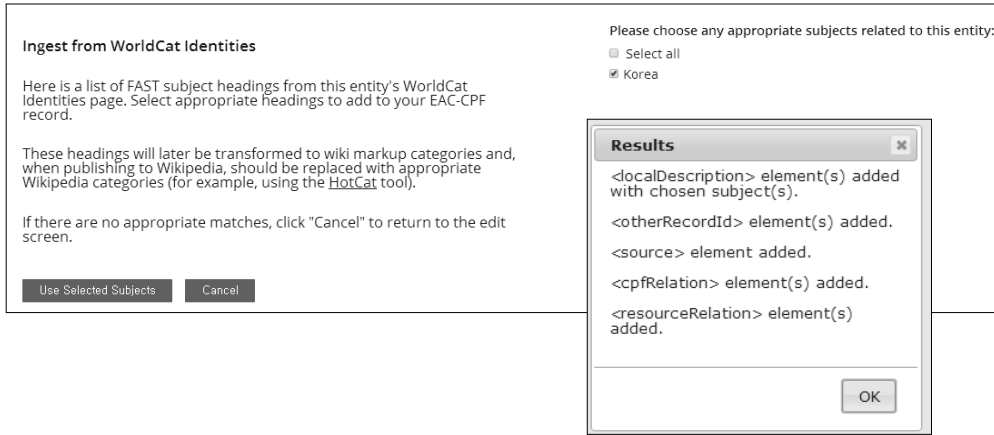 Ingest from WorldCat Identities
Here is a list of FAST subject headings from this entity's WorldCat
Identities page. Select appropriate headings to add to your EAC-CPF
record.
These headings will later be transformed to wiki markup categories and,
when publishing to Wikipedia, should be replaced with appropriate
Wikipedia categories (for example, using the HotCat tool).
If there are no appropriate matches, click "Cancel" to return to the edit
screen.
Use Selected Subjects
Cancel
Please choose any appropriate subjects related to this entity:
Select all
Korea
Results
<localDescription> element(s) added
with chosen subject(s).
<otherRecordId> element(s) added.
<source> element added.
<cpfRelation> element(s) added.
<resourceRelation> element(s)
added.
OK